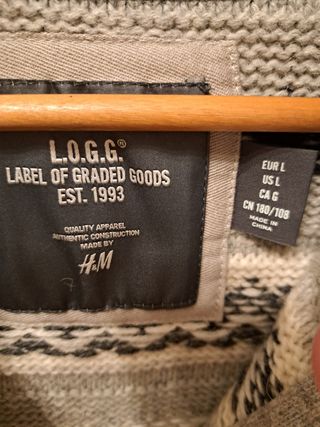 L.O.G.G.®
LABEL OF GRADED GOODS
EST. 1993
QUALITY APPAREL
AUTHENTIC CONSTRUCTION
MADE BY
H&M
EUR L
US L
CA G
CN 180/108
MADE IN
CHINA